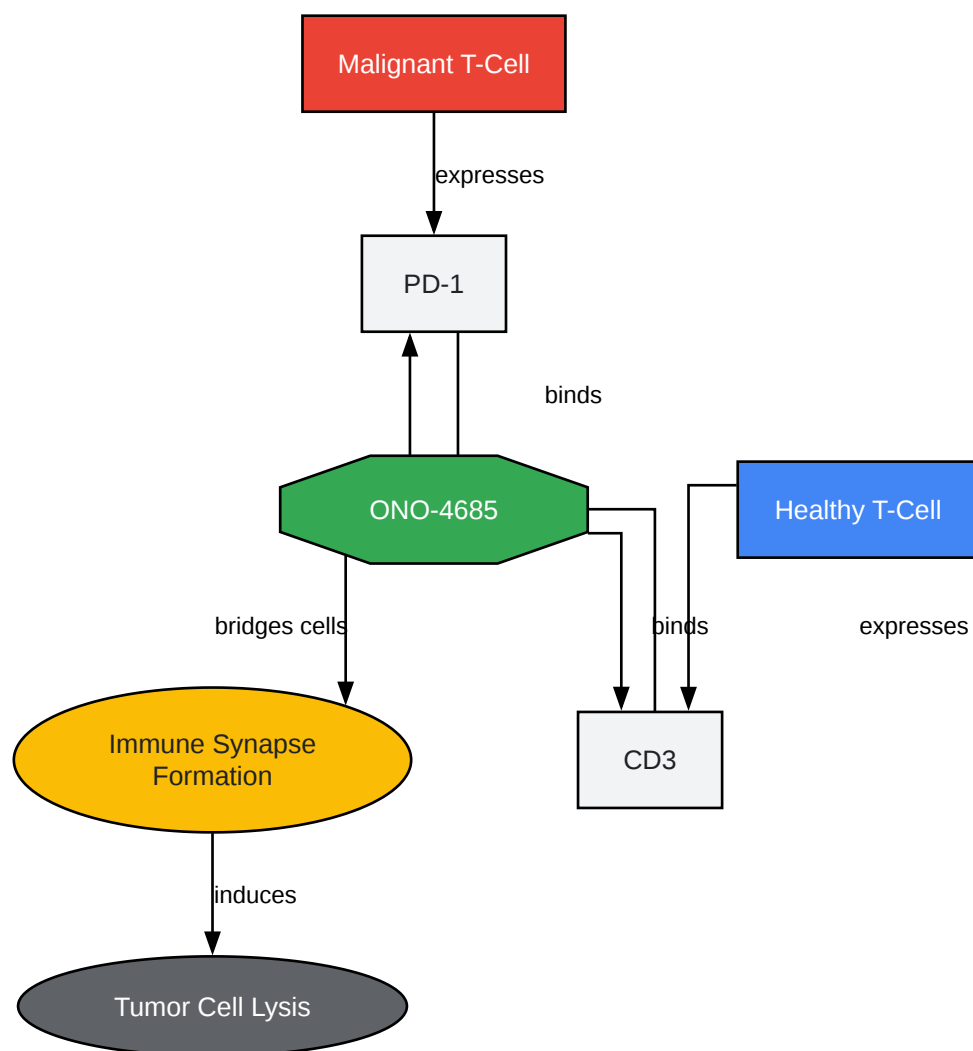 Malignant T-Cell
expresses
PD-1
binds
ONO-4685
Healthy T-Cell
bridges cells
binds
expresses
Immune Synapse
Formation
CD3
induces
Tumor Cell Lysis